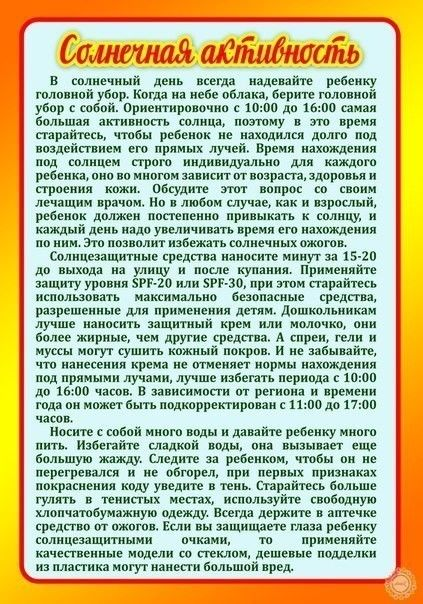 Солнечная активность
В солнечный день всегда надевайте ребенку
головной убор. Когда на небе облака, берите головной
убор с собой. Ориентировочно с 10:00 до 16:00 самая
большая активность солнца, поэтому в это время
старайтесь, чтобы ребенок не находился долго под
воздействием его прямых лучей. Время нахождения
под солнцем строго индивидуально для каждого
ребенка, оно во многом зависит от возраста, здоровья и
строения кожи. Обсудите этот вопрос со своим
лечащим врачом. Но в любом случае, как и взрослый,
ребенок должен постепенно привыкать к солнцу, и
каждый день надо увеличивать время его нахождения
по ним. Это позволит избежать солнечных ожогов.
Солнцезащитные средства наносите минут за 15-20
до выхода на улицу и после купания. Применяйте
защиту уровня SPF-20 или SPF-30, при этом старайтесь
использовать максимально безопасные средства,
разрешенные для применения детям. Дошкольникам
лучше наносить защитный крем или молочко, они
более жирные, чем другие средства. А спреи, гели и
муссы могут сушить кожный покров. И не забывайте,
что нанесения крема не отменяет нормы нахождения
под прямыми лучами, лучше избегать периода с 10:00
до 16:00 часов. В зависимости от региона и времени
года он может быть подкорректирован с 11:00 до 17:00
часов.
Носите с собой много воды и давайте ребенку много
пить. Избегайте сладкой воды, она вызывает еще
большую жажду. Следите за ребенком, чтобы он не
перегревался и не обгорел, при первых признаках
покраснения коду уведите в тень. Старайтесь больше
гулять в тенистых местах, используйте свободную
хлопчатобумажную одежду. Всегда держите в аптечке
средство от ожогов. Если вы защищаете глаза ребенку
солнцезащитными очками, то применяйте
качественные модели со стеклом, дешевые подделки
из пластика могут нанести большой вред.